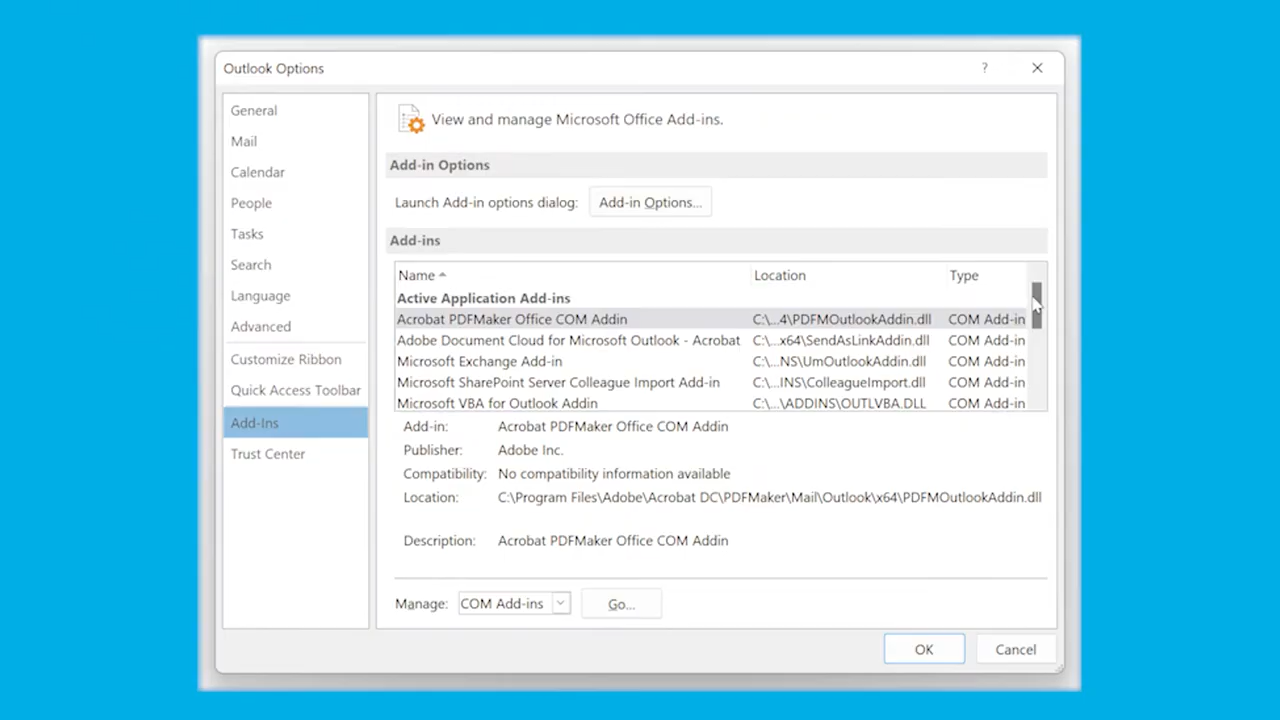 Outlook Options
?
General
Mail
Calendar
People
Tasks
Search
Language
Advanced
Customize Ribbon
Quick Access Toolbar
Add-Ins
Trust Center
View and manage Microsoft Office Add-ins.
Add-in Options
Launch Add-in options dialog: Add-in Options...
Add-ins
Name Location Type
Active Application Add-ins
Acrobat PDFMaker Office COM Addin C:\...4\PDFMOutlookAddin.dll COM Add-in
Adobe Document Cloud for Microsoft Outlook - Acrobat C:\...x64\SendAsLinkAddin.dll COM Add-in
Microsoft Exchange Add-in C:\...NS\UmOutlookAddin.dll COM Add-in
Microsoft SharePoint Server Colleague Import Add-in C:\...INS\ColleagueImport.dll COM Add-in
Microsoft VBA for Outlook Addin C:\...\ADDINS\OUTLVBA.DLL COM Add-in
Add-in: Acrobat PDFMaker Office COM Addin
Publisher: Adobe Inc.
Compatibility: No compatibility information available
Location: C:\Program Files\Adobe\Acrobat DC\PDFMaker\Mail\Outlook\x64\PDFMOutlookAddin.dll
Description: Acrobat PDFMaker Office COM Addin
Manage: COM Add-ins Go...
OK Cancel